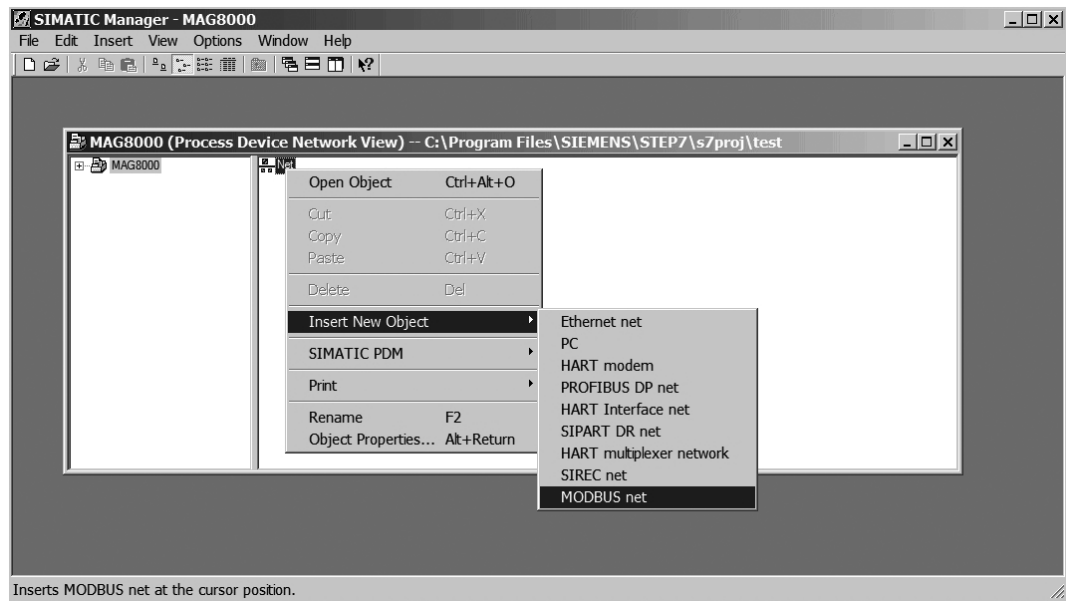 SIMATIC Manager - MAG8000
File Edit Insert View Options Window Help
MAG8000 (Process Device Network View) -- C:\Program Files\SIEMENS\STEP7\s7proj\test
MAG8000
Net
Open Object Ctrl+Alt+O
Cut Ctrl+X
Copy Ctrl+C
Paste Ctrl+V
Delete Del
Insert New Object
SIMATIC PDM
Print
Rename F2
Object Properties... Alt+Return
Ethernet net
PC
HART modem
PROFIBUS DP net
HART Interface net
SIPART DR net
HART multiplexer network
SIREC net
MODBUS net
Inserts MODBUS net at the cursor position.